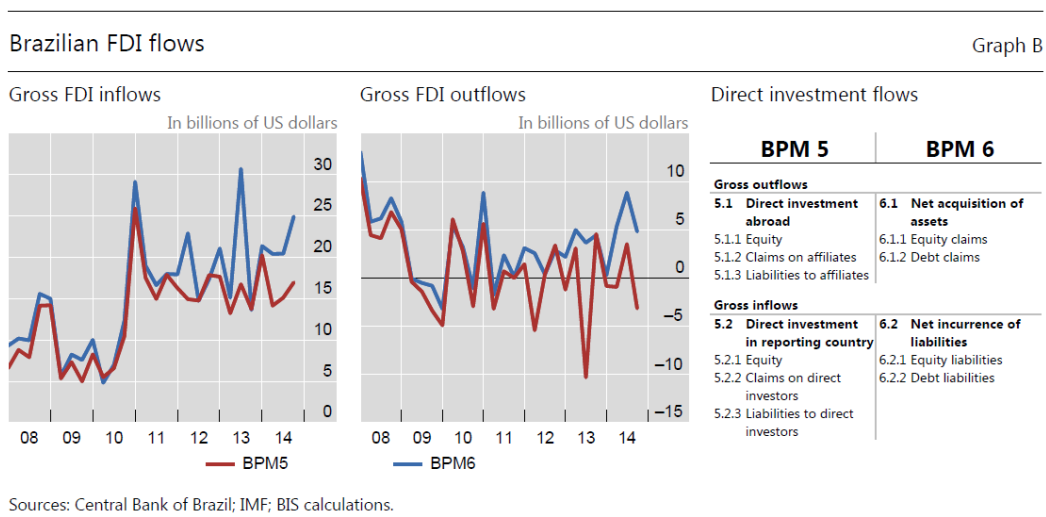 Brazilian FDI flows
Graph B
Gross FDI inflows
In billions of US dollars
30
25
20
15
10
5
0
08 09 10 11 12 13 14
Gross FDI outflows
In billions of US dollars
10
5
0
–5
–10
–15
08 09 10 11 12 13 14
BPM5
BPM6
Direct investment flows
BPM 5 BPM 6
Gross outflows
5.1 Direct investment
abroad
5.1.1 Equity
5.1.2 Claims on affiliates
5.1.3 Liabilities to affiliates
6.1 Net acquisition of
assets
6.1.1 Equity claims
6.1.2 Debt claims
Gross inflows
5.2 Direct investment
in reporting country
5.2.1 Equity
5.2.2 Claims on direct
investors
5.2.3 Liabilities to direct
investors
6.2 Net incurrence of
liabilities
6.2.1 Equity liabilities
6.2.2 Debt liabilities
Sources: Central Bank of Brazil; IMF; BIS calculations.